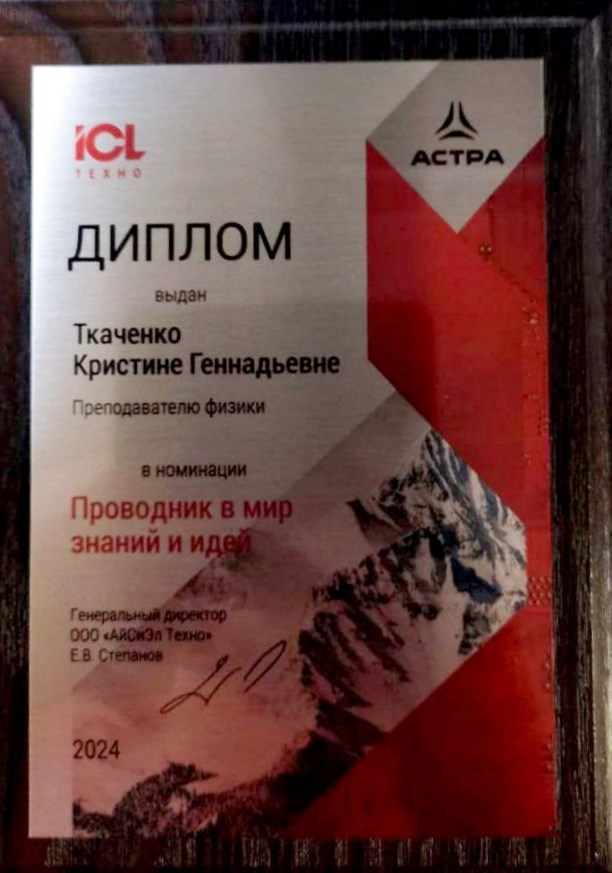 ICL
ТЕХНО
АСТРА
ДИПЛОМ
выдан
Ткаченко
Кристине Геннадьевне
Преподавателю физики
в номинации
Проводник в мир
знаний и идей
Генеральный директор
ООО «АйСиЭл Техно»
Е.В. Степанов
2024